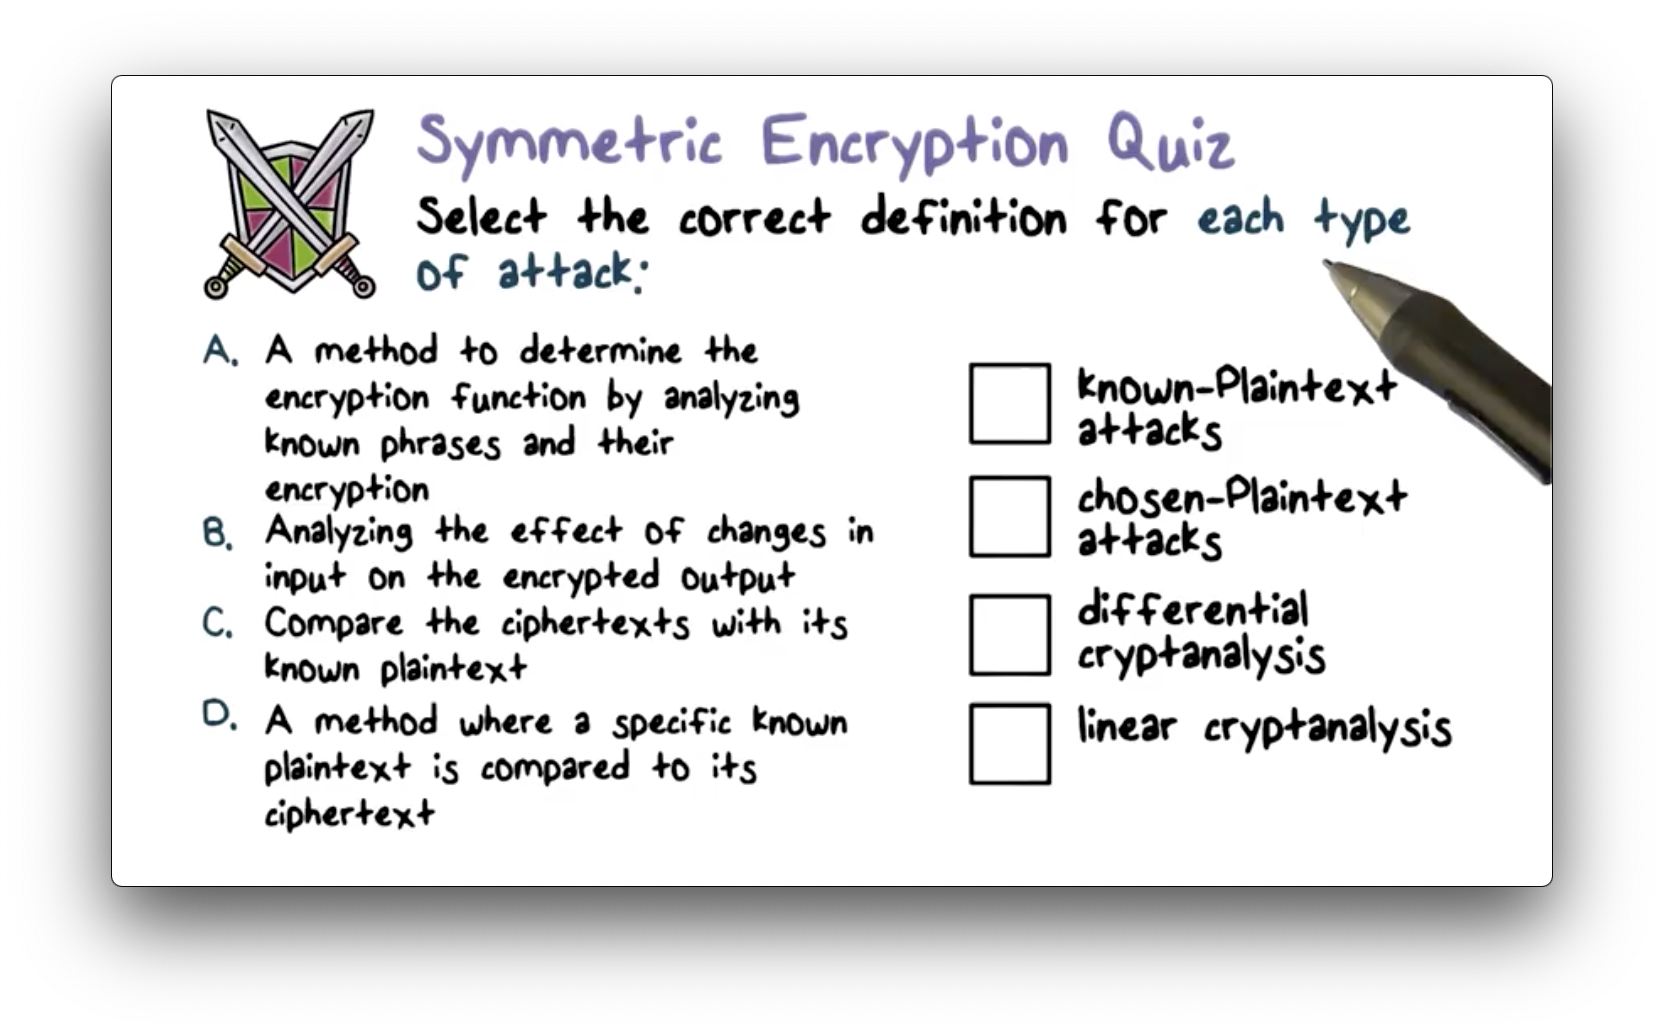 Symmetric Encryption Quiz
Select the correct definition for each type
of attack:
A. A method to determine the
encryption function by analyzing
known phrases and their
encryption
B. Analyzing the effect of changes in
input on the encrypted output
C. Compare the ciphertexts with its
known plaintext
D. A method where a specific known
plaintext is compared to its
ciphertext
known-Plaintext
attacks
chosen-Plaintext
attacks
differential
cryptanalysis
linear cryptanalysis